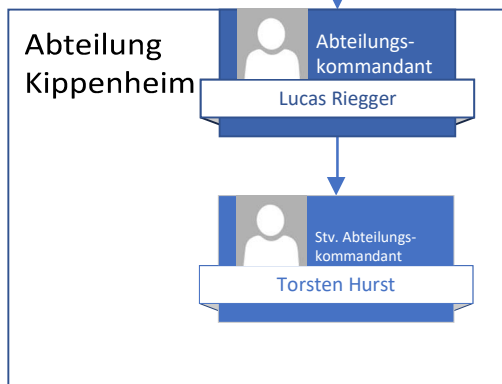 Abteilung
Kippenheim
Abteilungs-
kommandant
Lucas Riegger
Stv. Abteilungs-
kommandant
Torsten Hurst